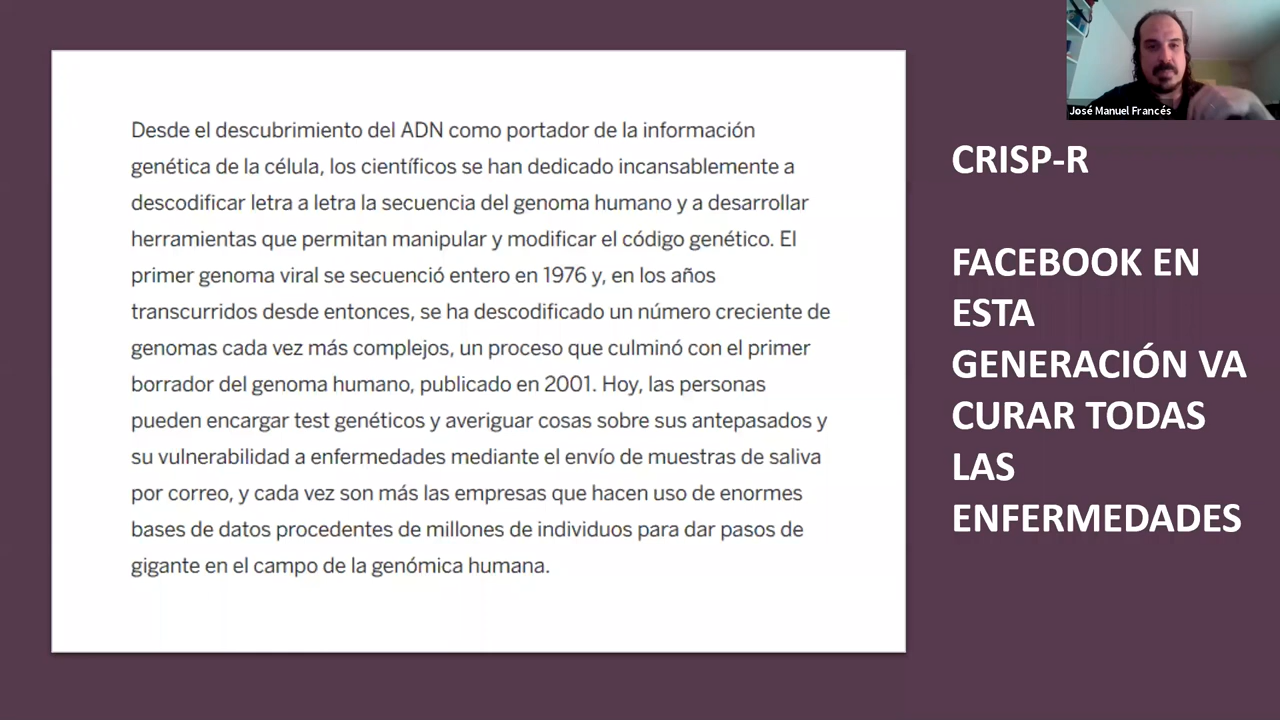 Desde el descubrimiento del ADN como portador de la información
genética de la célula, los científicos se han dedicado incansablemente a
descodificar letra a letra la secuencia del genoma humano y a desarrollar
herramientas que permitan manipular y modificar el código genético. El
primer genoma viral se secuenció entero en 1976 y, en los años
transcurridos desde entonces, se ha descodificado un número creciente de
genomas cada vez más complejos, un proceso que culminó con el primer
borrador del genoma humano, publicado en 2001. Hoy, las personas
pueden encargar test genéticos y averiguar cosas sobre sus antepasados y
su vulnerabilidad a enfermedades mediante el envío de muestras de saliva
por correo, y cada vez son más las empresas que hacen uso de enormes
bases de datos procedentes de millones de individuos para dar pasos de
gigante en el campo de la genómica humana.
José Manuel Francés
CRISP-R
FACEBOOK EN
ESTA
GENERACIÓN VA
CURAR TODAS
LAS
ENFERMEDADES